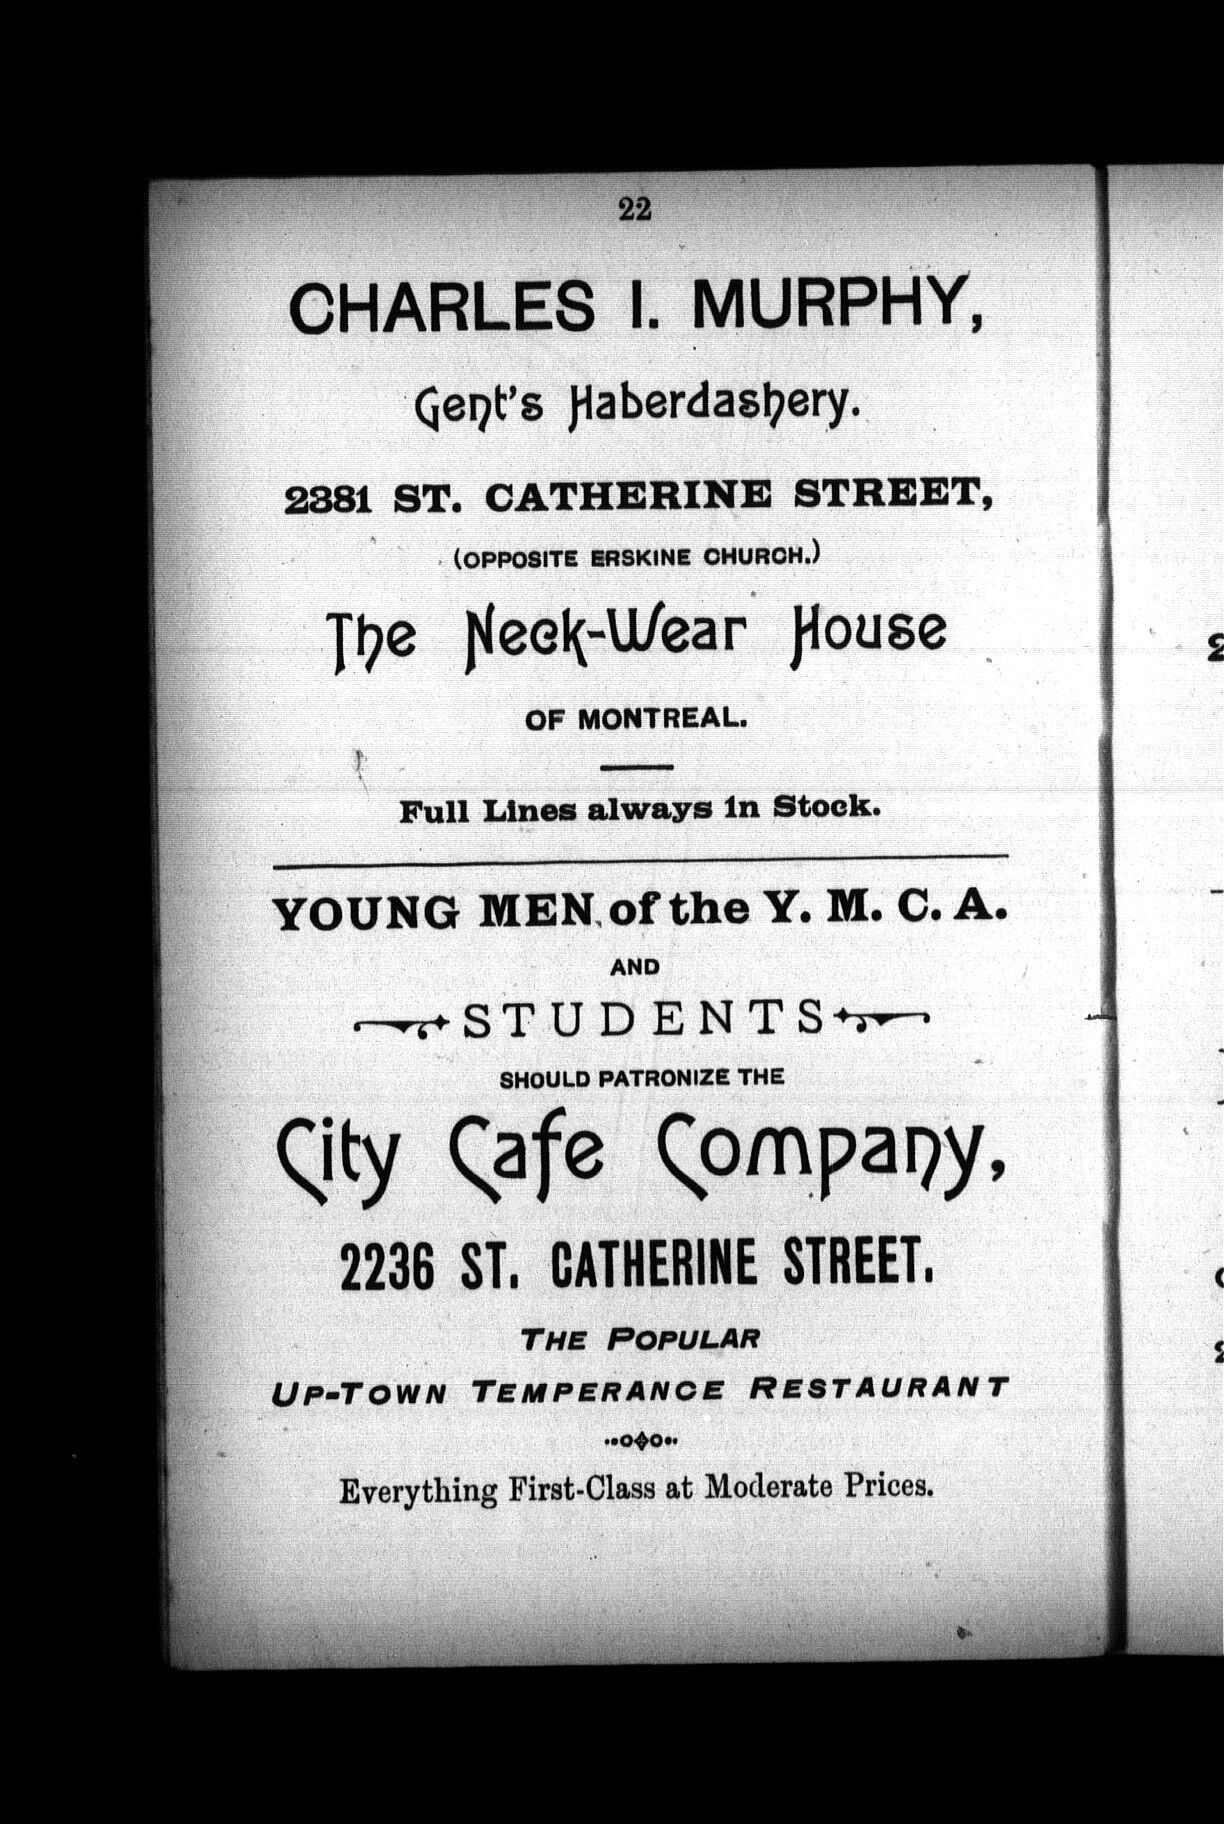 22
CHARLES I. MURPHY,
Gent's Haberdashery.
2381 ST. CATHERINE STREET,
(OPPOSITE ERSKINE CHURCH.)
The Neck-Wear House
OF MONTREAL.
Full Lines always in Stock.
YOUNG MEN of the Y. M. C. A.
AND
STUDENTS
SHOULD PATRONIZE THE
City Cafe Company,
2236 ST. CATHERINE STREET.
THE POPULAR
UP-TOWN TEMPERANCE RESTAURANT
Everything First-Class at Moderate Prices.